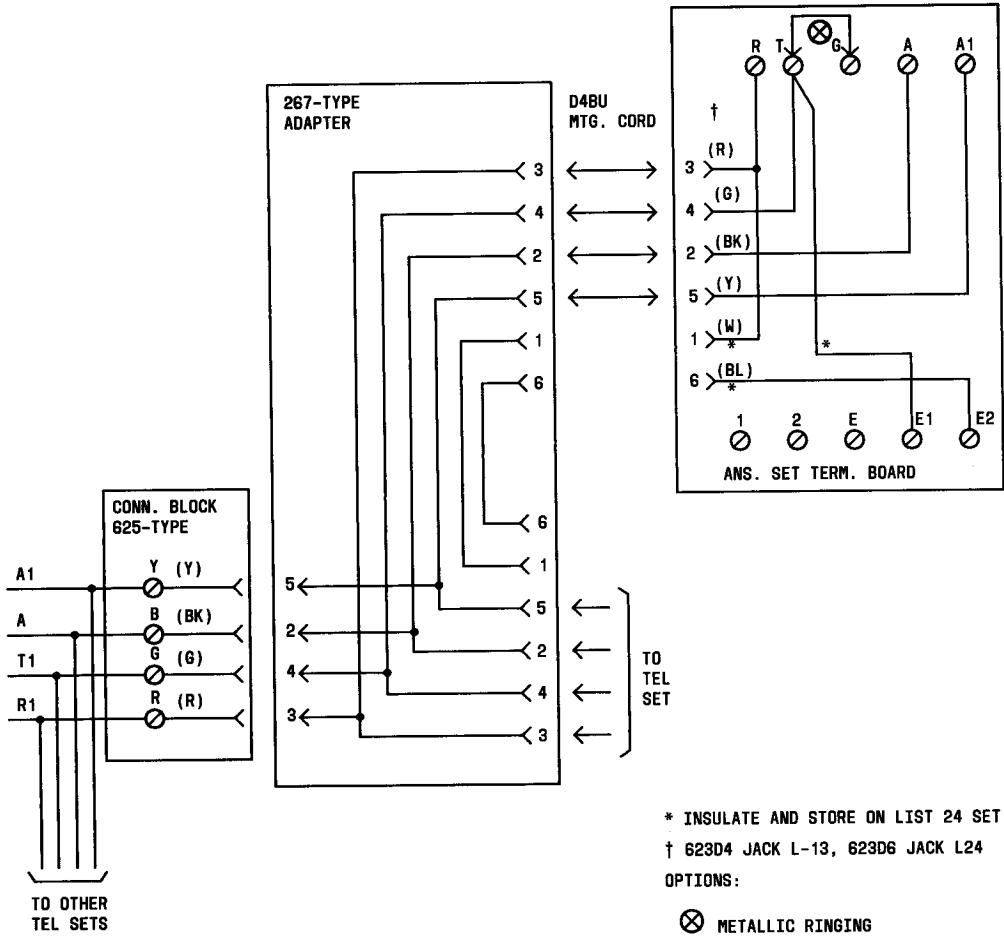 267-TYPE
ADAPTER
3
4
2
5
1
6
6
1
5
2
4
3
5
2
4
3
D4BU
MTG. CORD
R T G A A1
†
3 (R)
4 (G)
2 (BK)
5 (Y)
1 (W)
*
*
6 (BL)
*
1 2 E E1 E2
ANS. SET TERM. BOARD
CONN. BLOCK
625-TYPE
A1 Y (Y)
A B (BK)
T1 G (G)
R1 R (R)
TO
TEL
SET
TO OTHER
TEL SETS
* INSULATE AND STORE ON LIST 24 SET
† 623D4 JACK L-13, 623D6 JACK L24
OPTIONS:
METALLIC RINGING